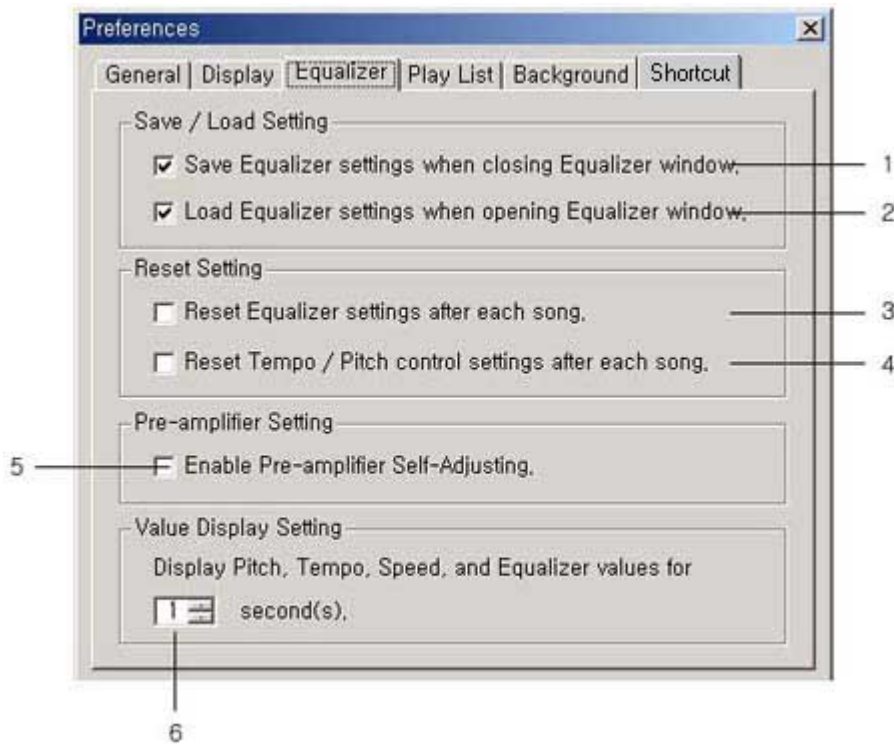 Preferences
General | Display | Equalizer | Play List | Background | Shortcut
Save / Load Setting
Save Equalizer settings when closing Equalizer window. 1
Load Equalizer settings when opening Equalizer window. 2
Reset Setting
Reset Equalizer settings after each song. 3
Reset Tempo / Pitch control settings after each song. 4
Pre-amplifier Setting
5 Enable Pre-amplifier Self-Adjusting.
Value Display Setting
Display Pitch, Tempo, Speed, and Equalizer values for
1 second(s).
6